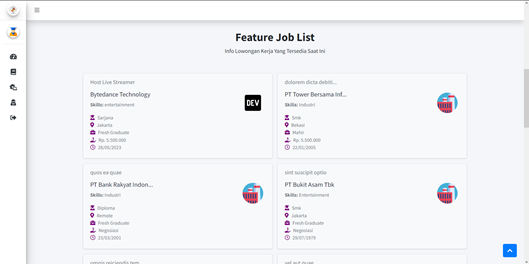 Feature Job List
Info Lowongan Kerja Yang Tersedia Saat Ini
Host Live Streamer
Bytedance Technology
Skills: entertainment
Sarjana
Jakarta
Fresh Graduate
Rp. 5.500.000
28/05/2023
DEV
dolorem dicta debiti...
PT Tower Bersama Inf...
Skills: Industri
Smk
Bekasi
Mahir
Rp. 5.500.000
22/01/2005
quos ea quae
PT Bank Rakyat Indon...
Skills: Industri
Diploma
Remote
Fresh Graduate
Negosiasi
23/03/2001
sint suscipit optio
PT Bukit Asam Tbk
Skills: Entertainment
Smk
Jakarta
Fresh Graduate
Negosiasi
29/07/1979